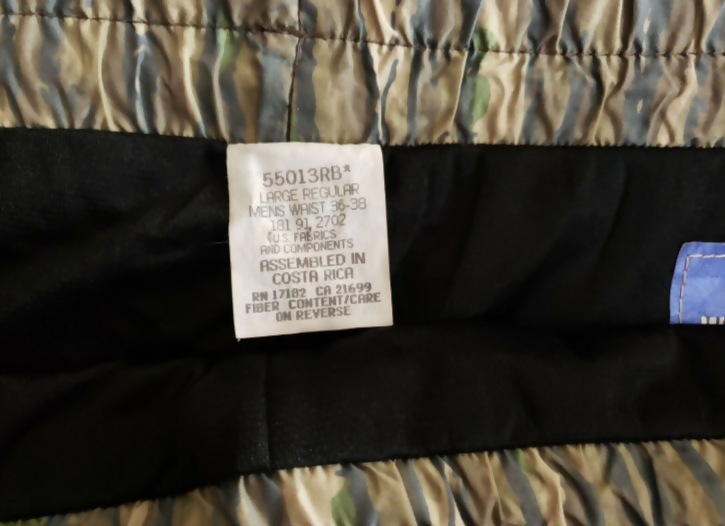 55013RB*
LARGE REGULAR
MENS WAIST 36-38
181 91 2702
U.S. FABRICS
AND COMPONENTS
ASSEMBLED IN
COSTA RICA
RN 17182 CA 21699
FIBER CONTENT/CARE
ON REVERSE